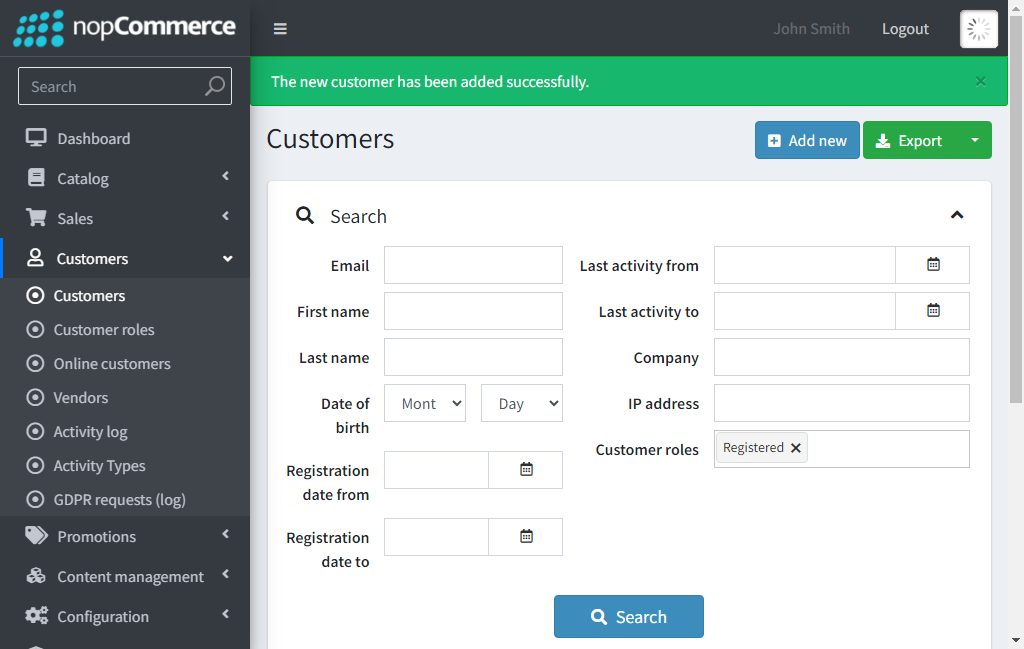 nopCommerce
John Smith
Logout
Search
The new customer has been added successfully.
×
Dashboard
Catalog
Sales
Customers
Customers
Customer roles
Online customers
Vendors
Activity log
Activity Types
GDPR requests (log)
Promotions
Content management
Configuration
Customers
Add new
Export
Search
Email
Last activity from
First name
Last activity to
Last name
Company
Date of
birth
Mont
Day
IP address
Customer roles
Registered ×
Registration
date from
Registration
date to
Search